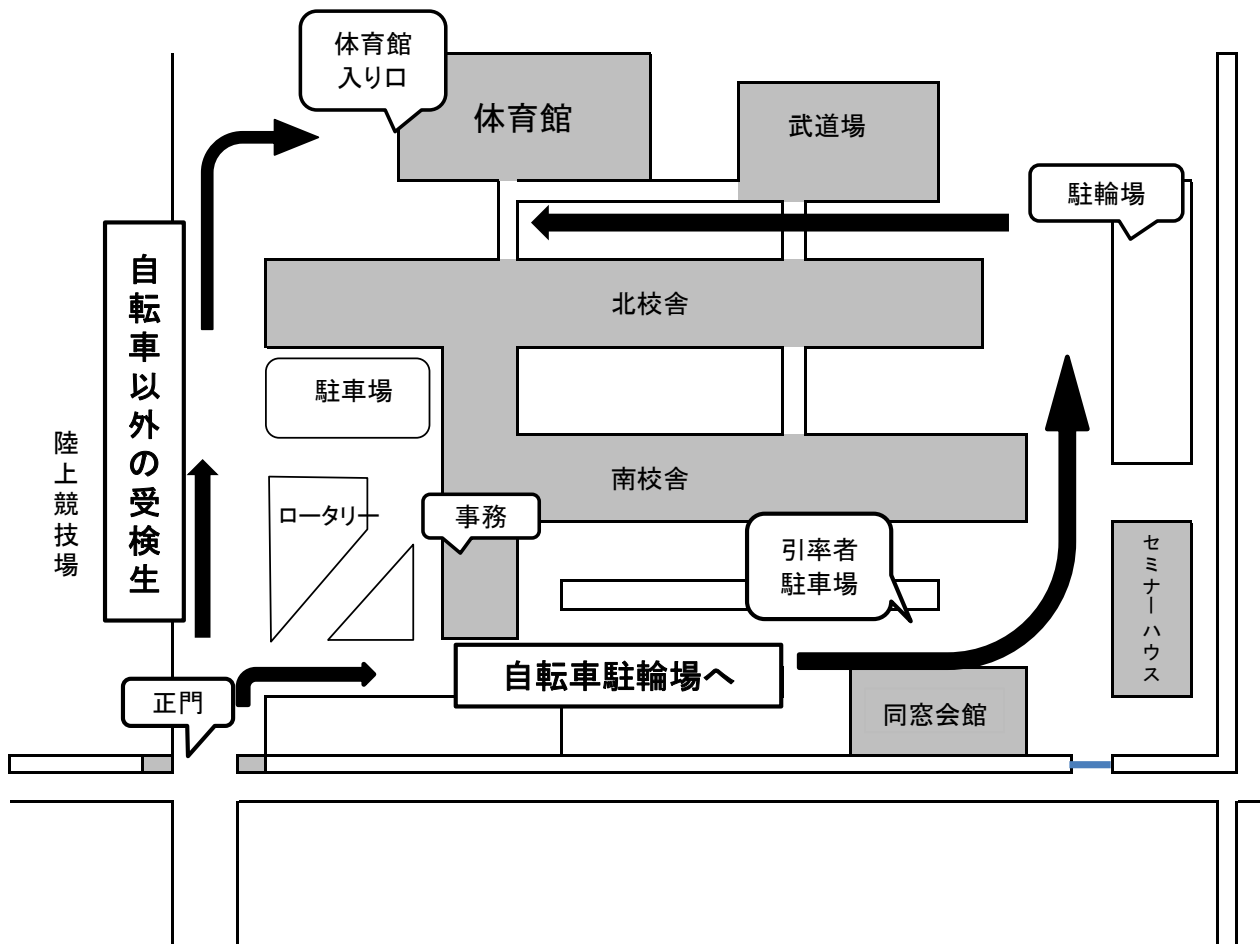 体育館
入り口
体育館
武道場
駐輪場
自転車以外の受検生
北校舎
駐車場
陸上競技場
南校舎
ロータリー
事務
引率者
駐車場
セミナーハウス
自転車駐輪場へ
正門
同窓会館